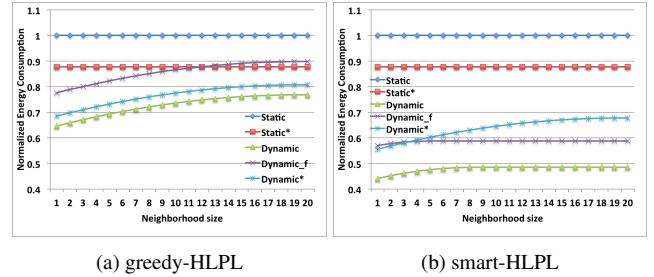 Normalized Energy Consumption
1.1
1
0.9
0.8
0.7
0.6
0.5
0.4
Static
Static*
Dynamic
Dynamic_f
Dynamic*
1 2 3 4 5 6 7 8 9 10 11 12 13 14 15 16 17 18 19 20
Neighborhood size
(a) greedy-HLPL
Normalized Energy Consumption
1.1
1
0.9
0.8
0.7
0.6
0.5
0.4
Static
Static*
Dynamic
Dynamic_f
Dynamic*
1 2 3 4 5 6 7 8 9 10 11 12 13 14 15 16 17 18 19 20
Neighborhood size
(b) smart-HLPL